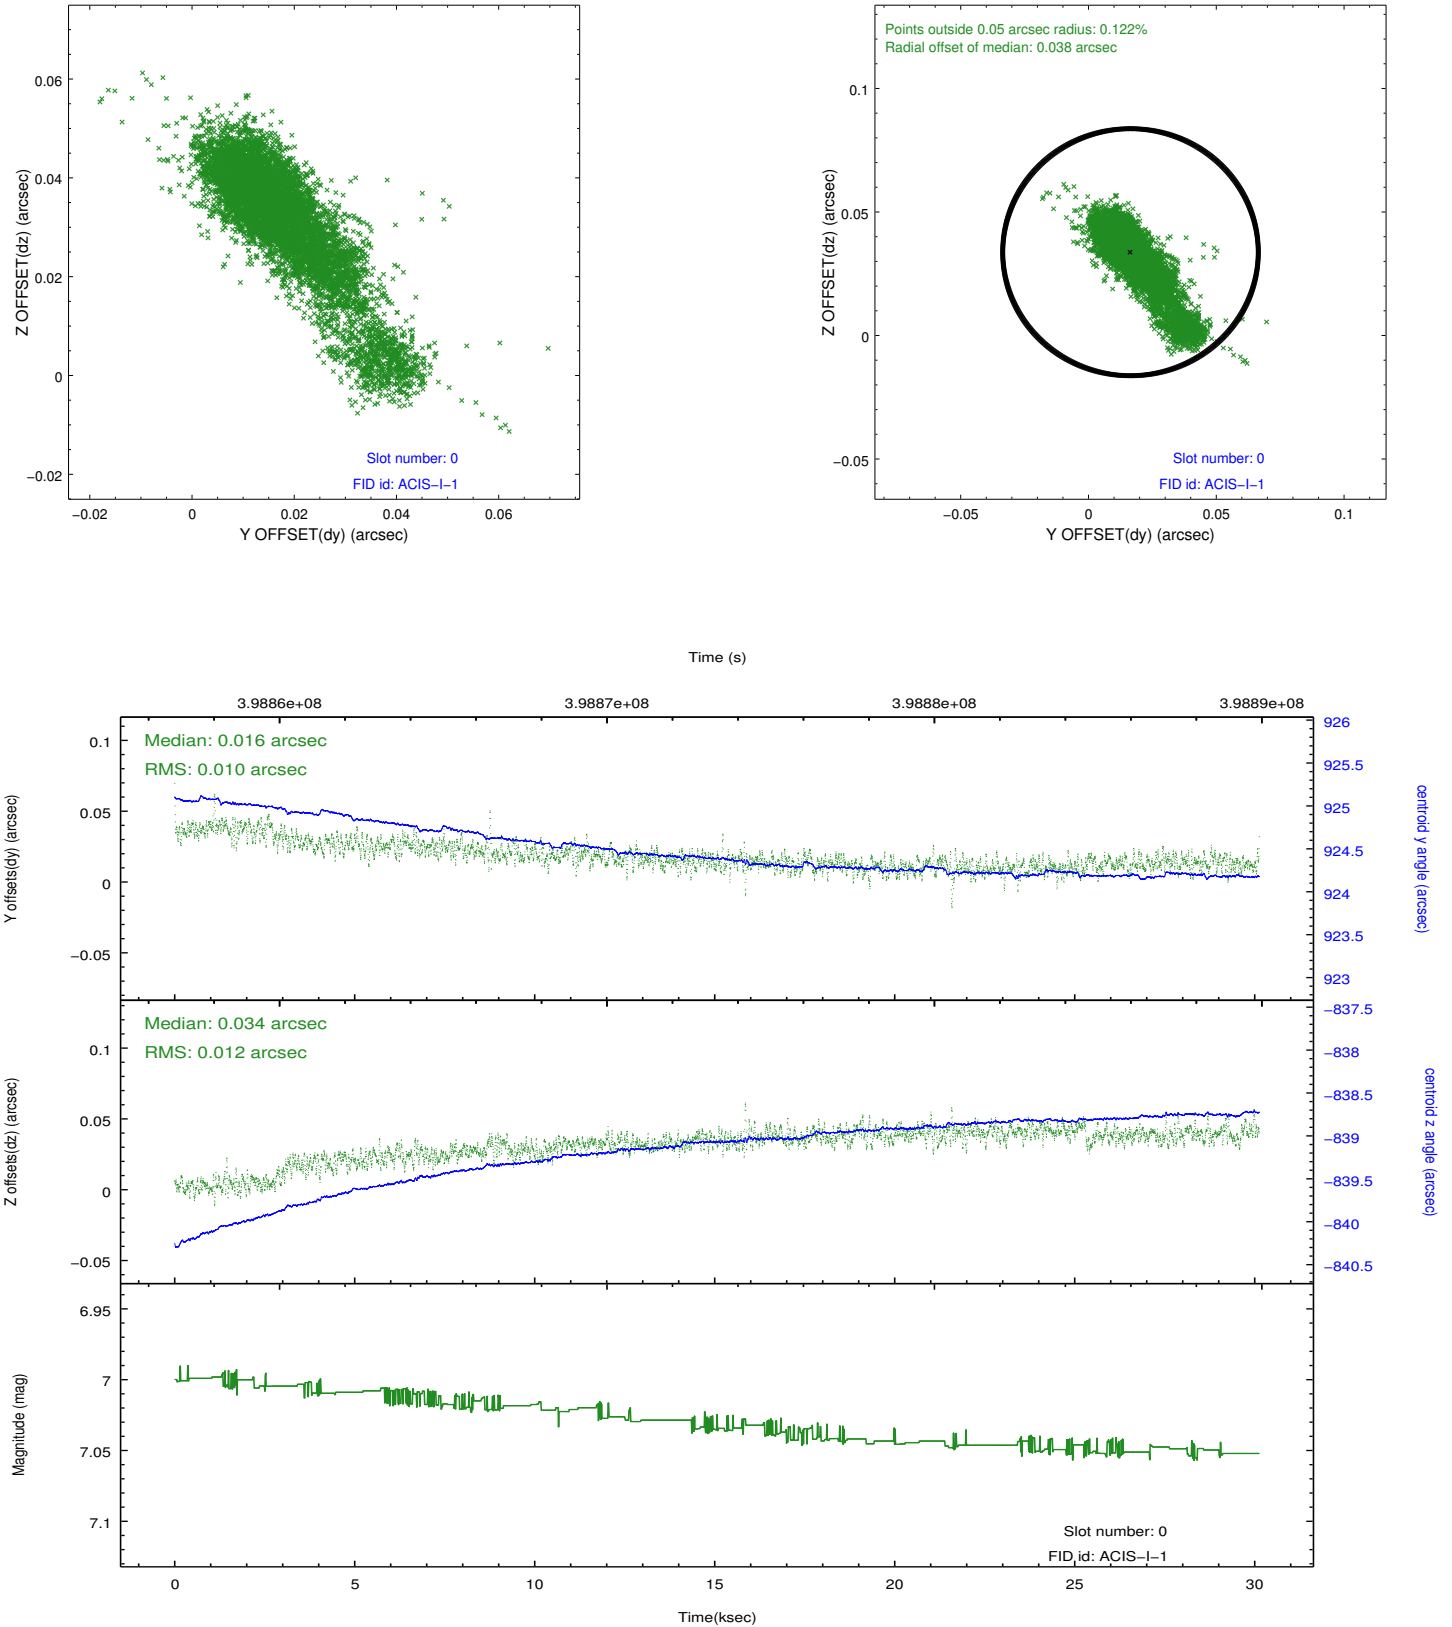 0.06
0.04
0.02
0
−0.02
Z OFFSET(dz) (arcsec)
Slot number: 0
FID id: ACIS−I−1
−0.02
0
0.02
0.04
0.06
Y OFFSET(dy) (arcsec)
Points outside 0.05 arcsec radius: 0.122%
Radial offset of median: 0.038 arcsec
0.1
0.05
0
−0.05
Z OFFSET(dz) (arcsec)
Slot number: 0
FID id: ACIS−I−1
−0.05
0
0.05
0.1
Y OFFSET(dy) (arcsec)
Time (s)
3.9886e+08
3.9887e+08
3.9888e+08
3.9889e+08
Median: 0.016 arcsec
RMS: 0.010 arcsec
0.1
0.05
0
−0.05
Y offsets(dy) (arcsec)
926
925.5
925
924.5
924
923.5
923
centroid y angle (arcsec)
Median: 0.034 arcsec
RMS: 0.012 arcsec
0.1
0.05
0
−0.05
Z offsets(dz) (arcsec)
−837.5
−838
−838.5
−839
−839.5
−840
−840.5
centroid z angle (arcsec)
6.95
7
7.05
7.1
Magnitude (mag)
Slot number: 0
FID id: ACIS−I−1
0
5
10
15
20
25
30
Time(ksec)